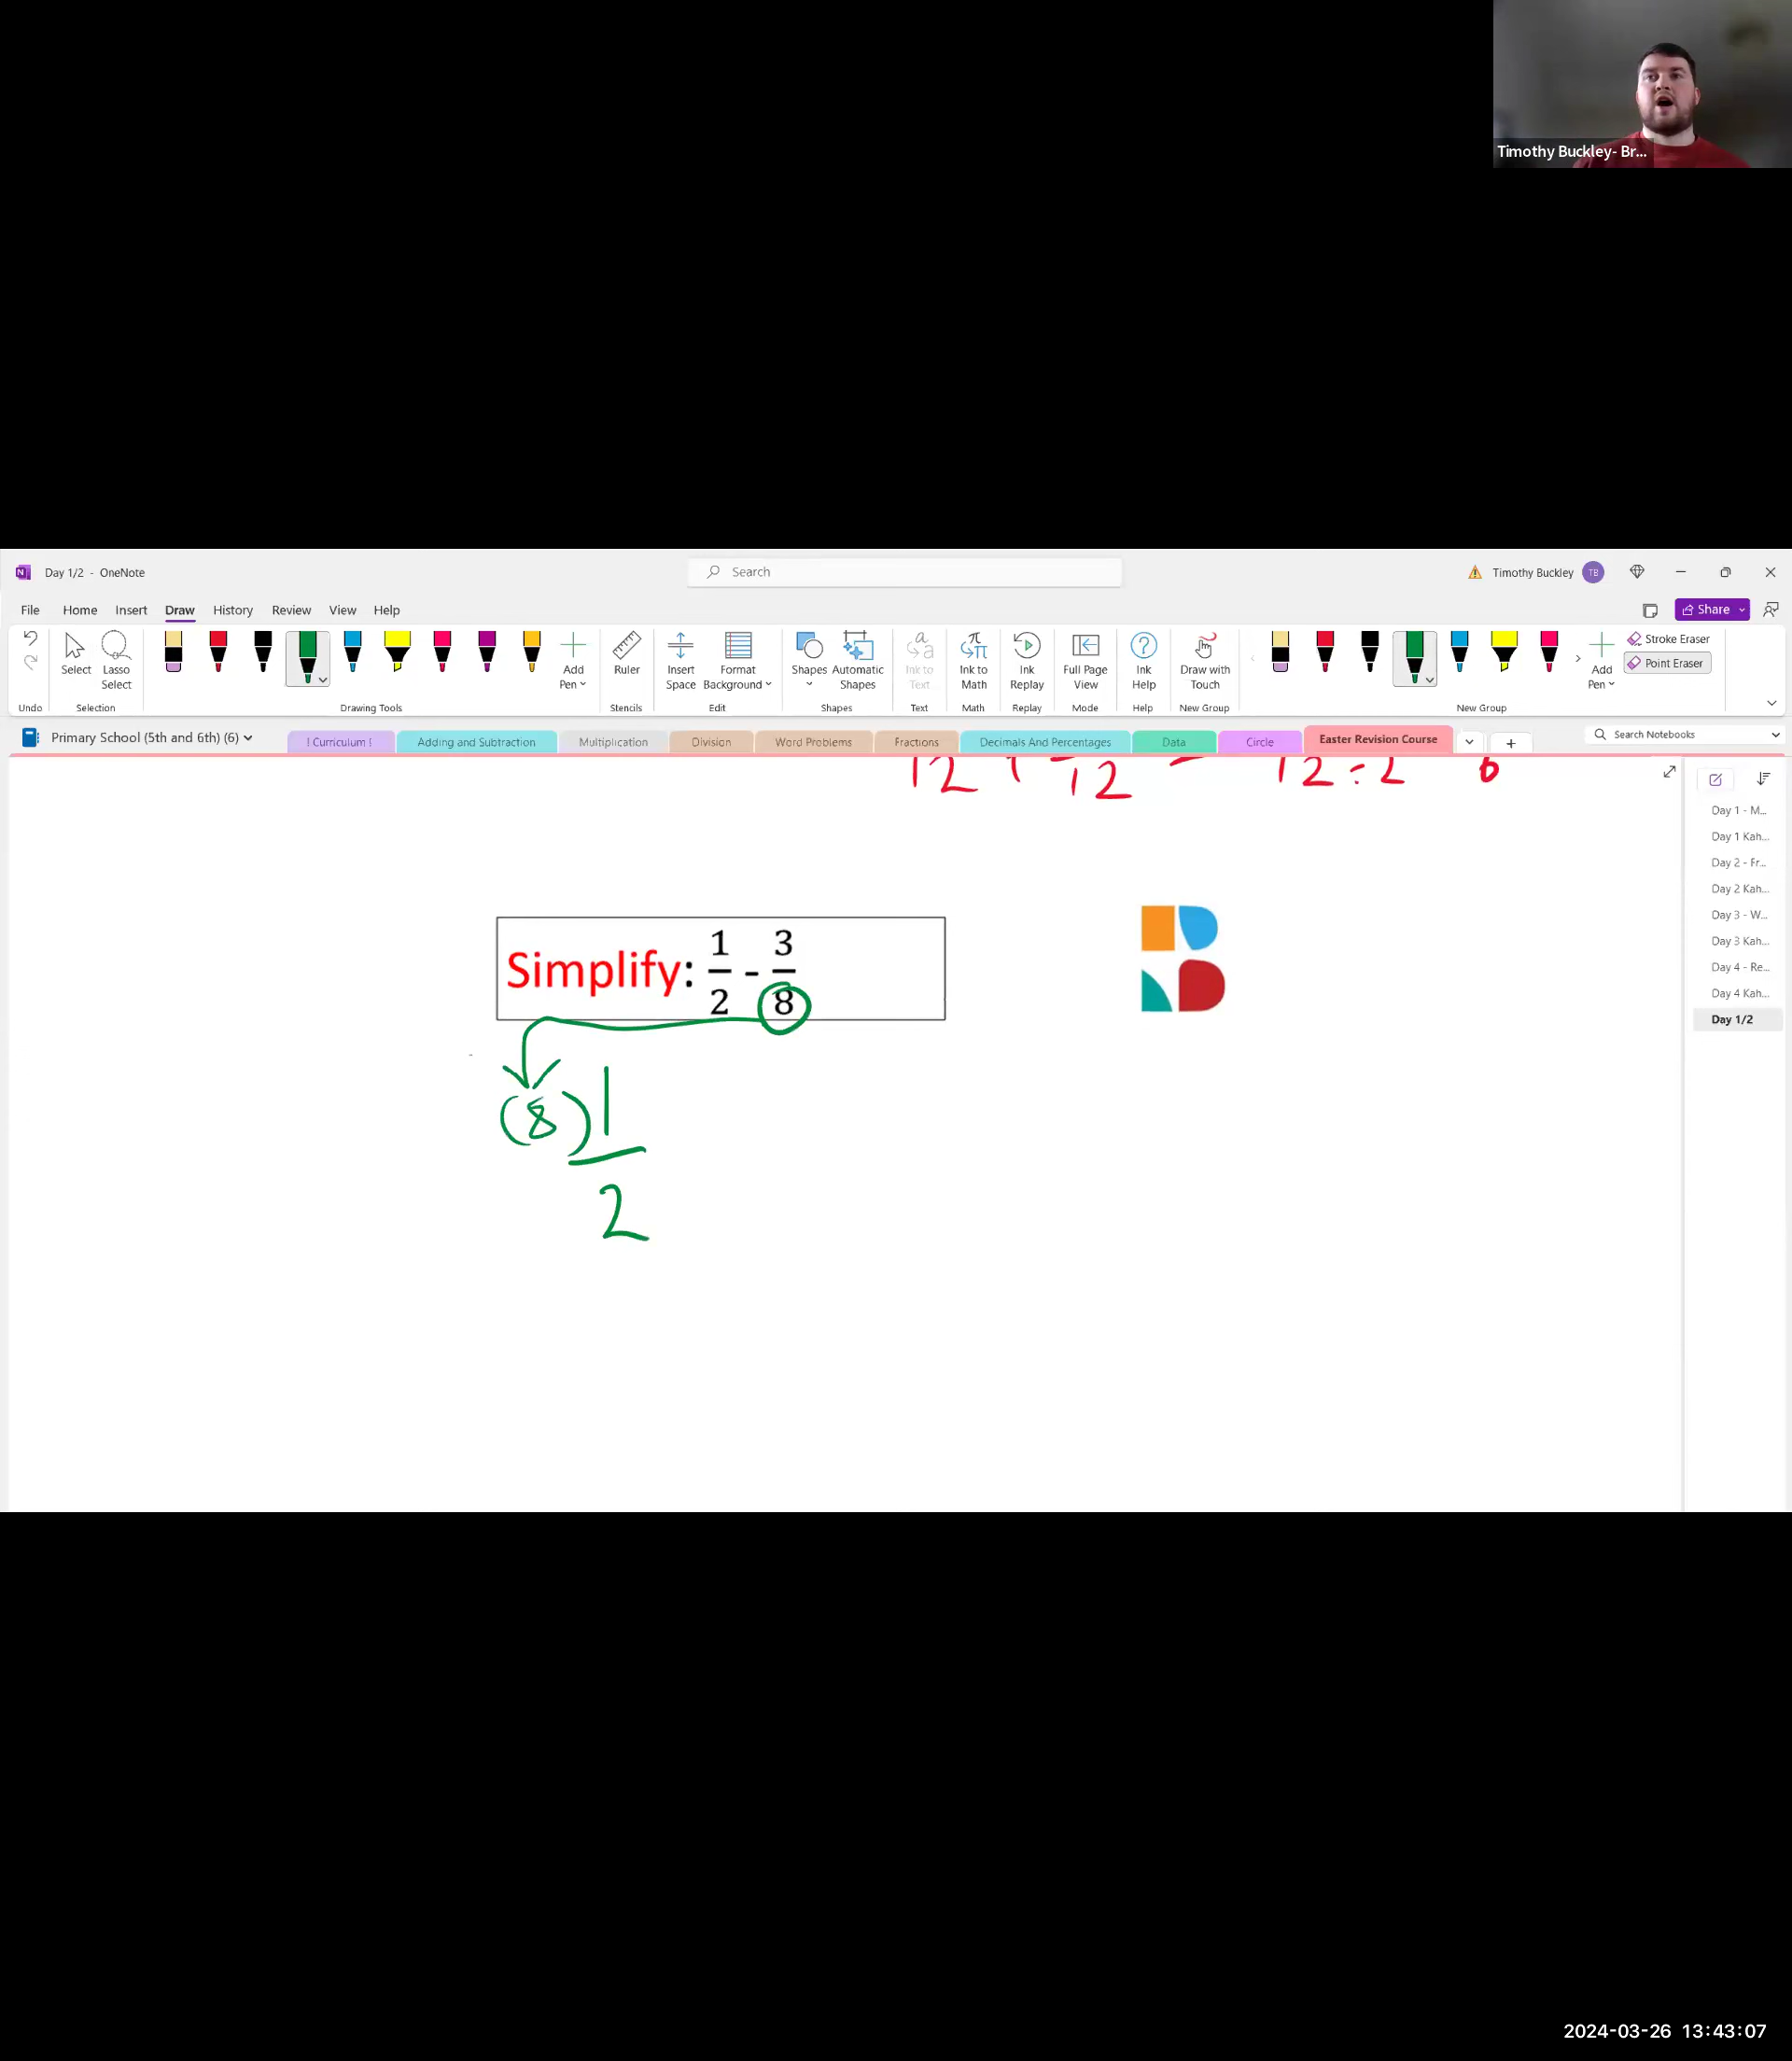 Timothy Buckley- Br...
Day 1/2 - OneNote
Search
Timothy Buckley TB
File Home Insert Draw History Review View Help
Share
Select
Lasso Select
Add Pen
Ruler
Insert Space
Format Background
Shapes
Automatic Shapes
Ink to Text
Ink to Math
Ink Replay
Full Page View
Ink Help
Draw with Touch
Add Pen
Stroke Eraser
Point Eraser
Undo Selection Drawing Tools Stencils Edit Shapes Text Math Replay Mode Help New Group New Group
Primary School (5th and 6th) (6) ! Curriculum ! Adding and Subtraction Multiplication Division Word Problems Fractions Decimals And Percentages Data Circle Easter Revision Course + Search Notebooks
12 + 12 = 12 ÷ 2 6
Day 1 - M...
Day 1 Kah...
Day 2 - Fr...
Day 2 Kah...
Day 3 - W...
Day 3 Kah...
Day 4 - Re...
Day 4 Kah...
Day 1/2
Simplify: 1/2 - 3/8
(8) 1
2
2024-03-26 13:43:07